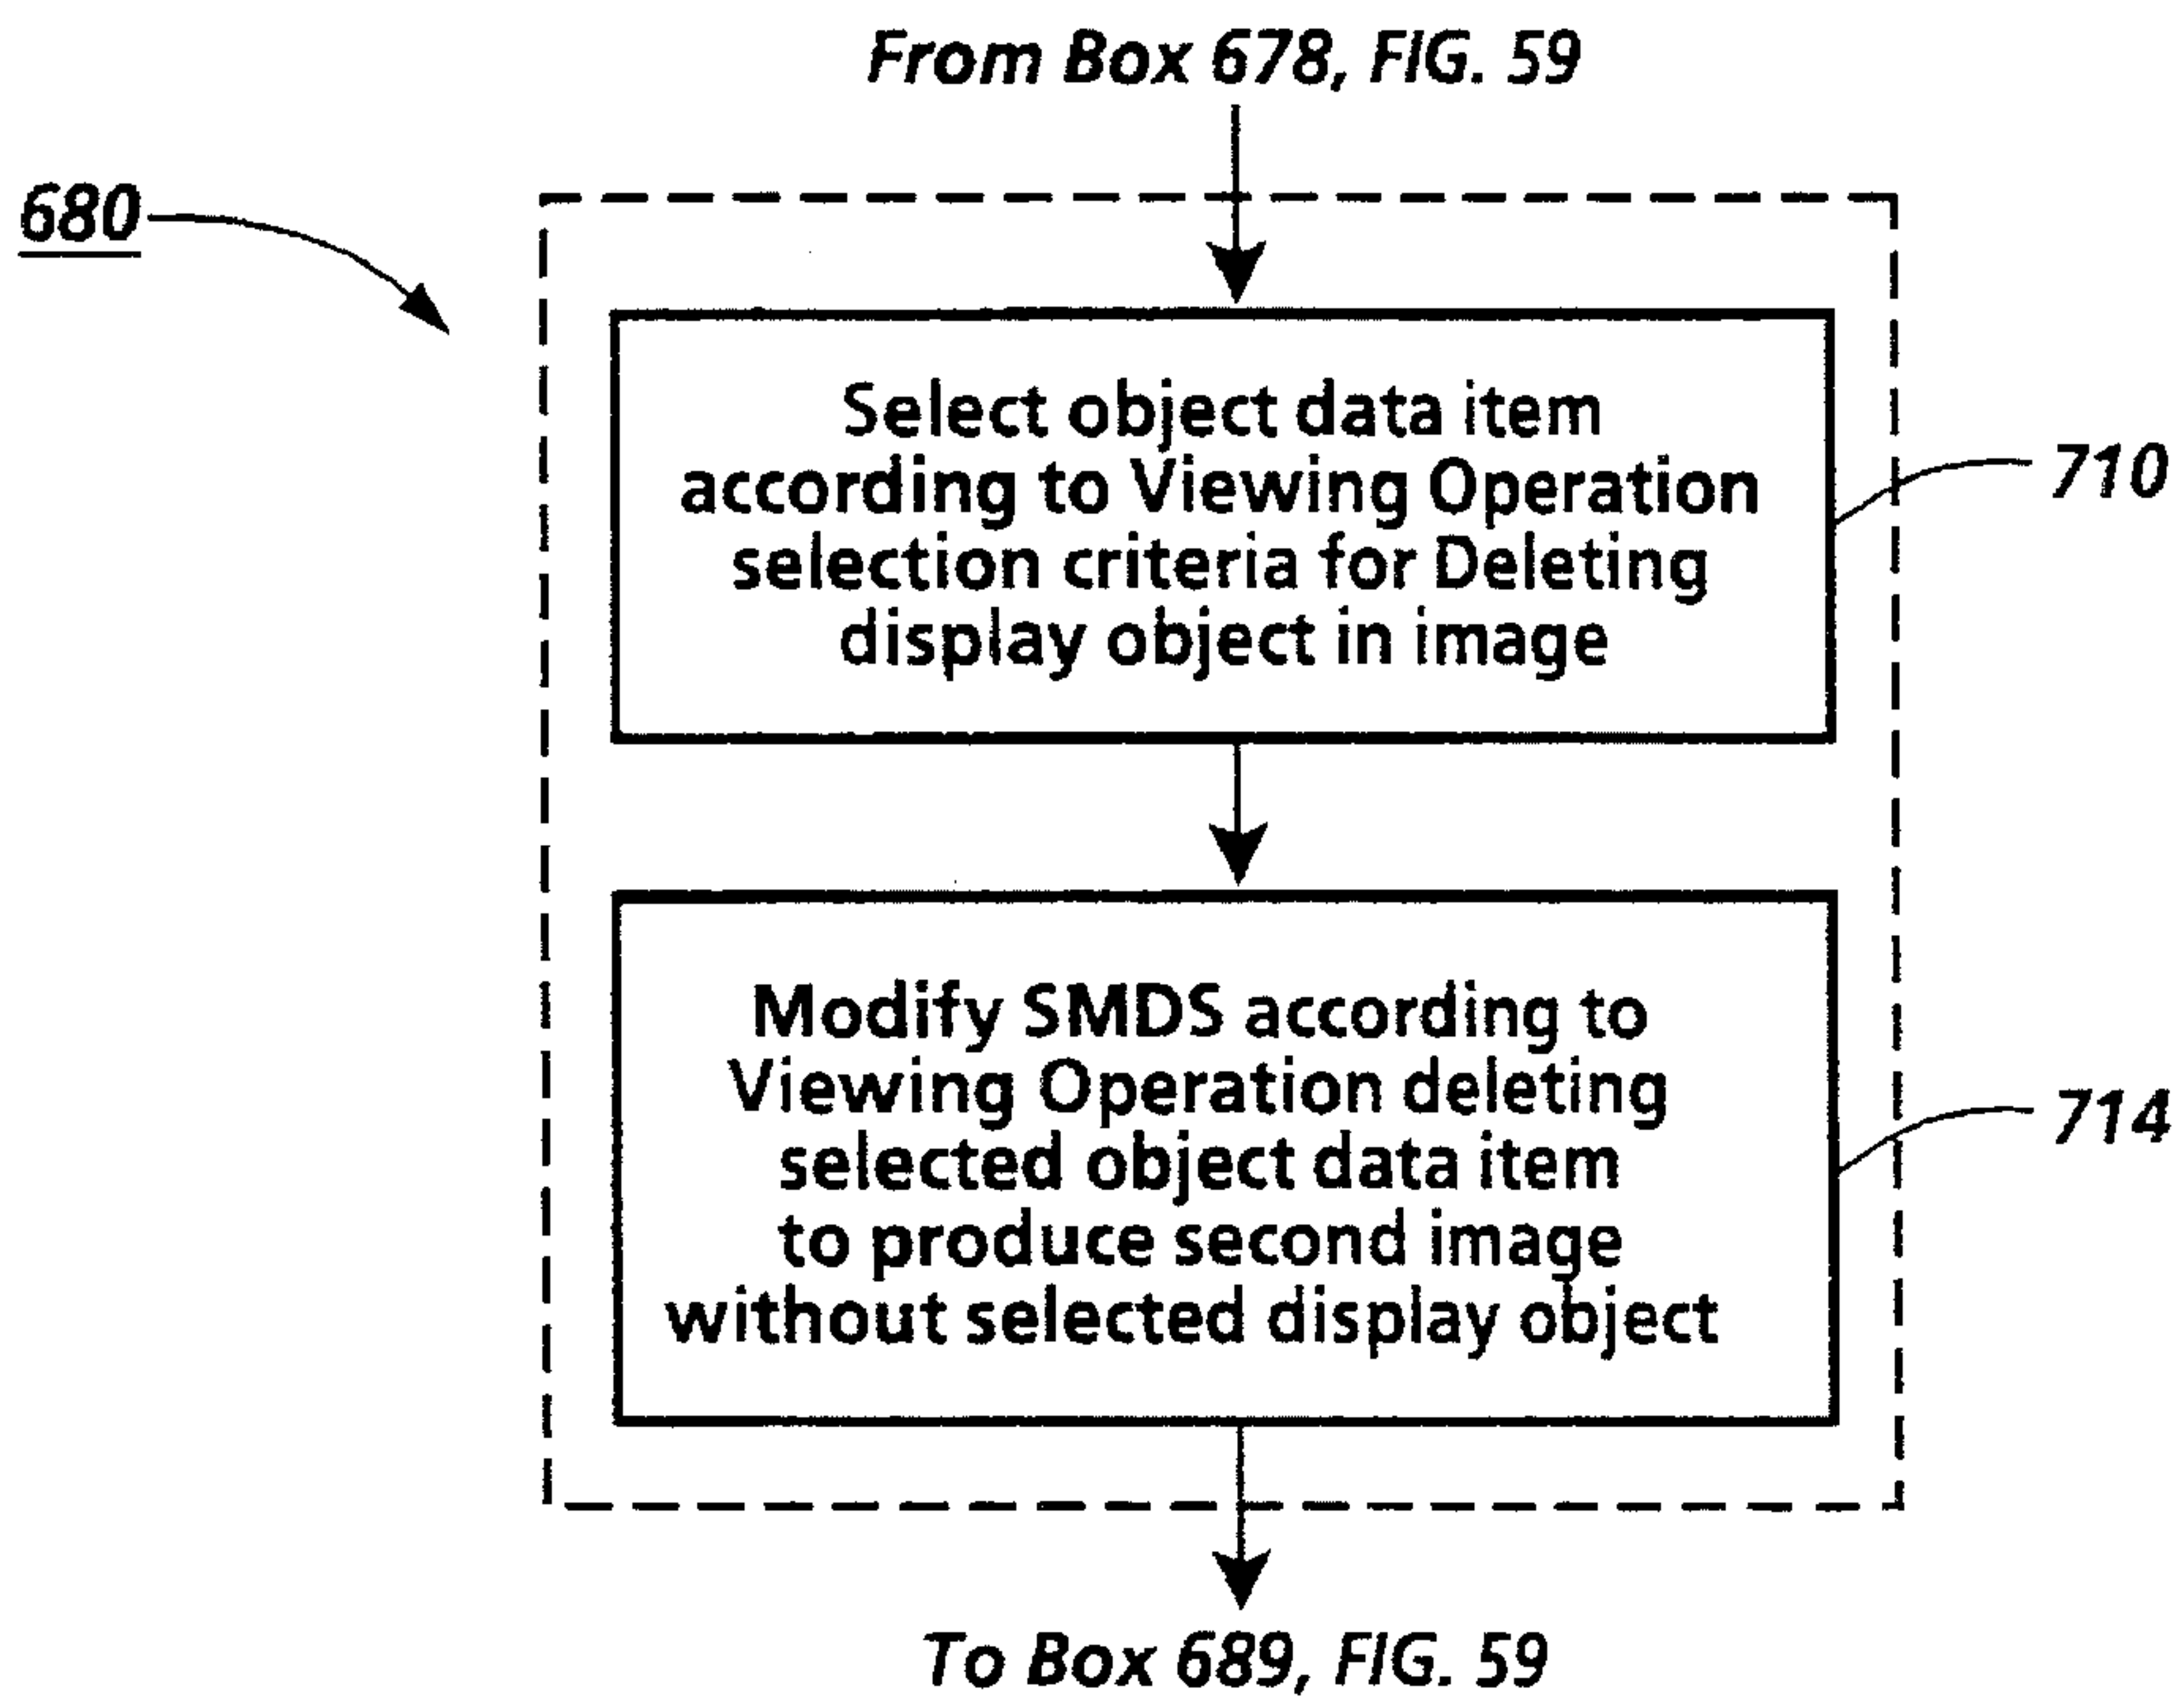 From Box 678, FIG. 59
680
Select object data item
according to Viewing Operation
selection criteria for Deleting
display object in image
710
Modify SMDS according to
Viewing Operation deleting
selected object data item
to produce second image
without selected display object
714
To Box 689, FIG. 59